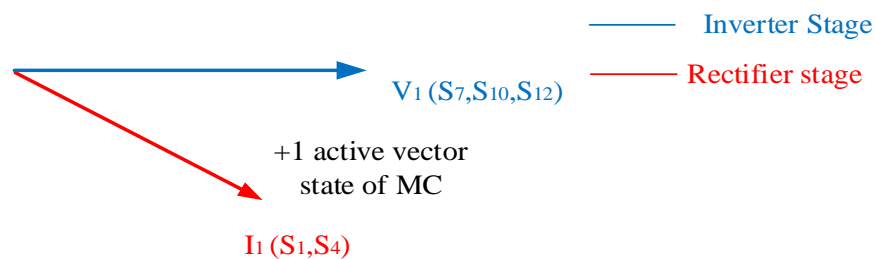 Inverter Stage
Rectifier stage
V1 (S7,S10,S12)
+1 active vector
state of MC
I1 (S1,S4)